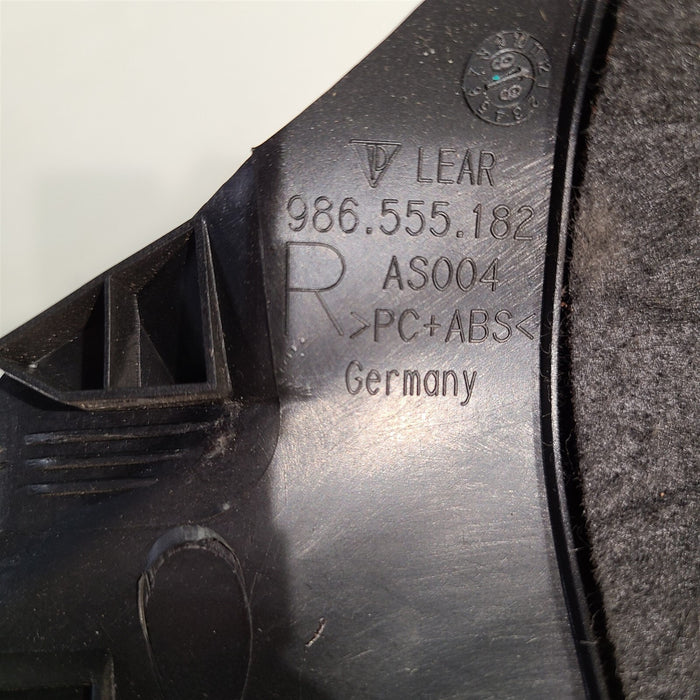 LEAR
986.555.182
R
AS004
>PC+ABS<
Germany